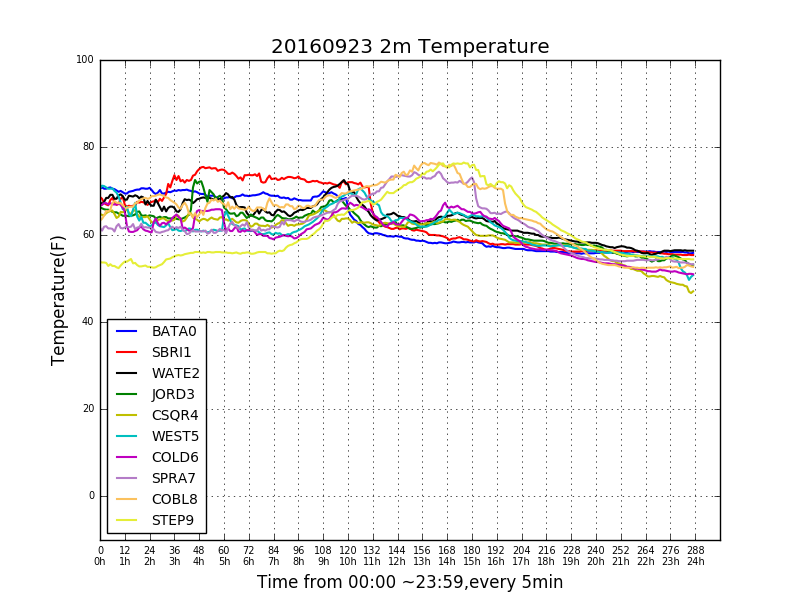 20160923 2m Temperature
100
80
60
40
20
0
Temperature(F)
BATA0
SBRI1
WATE2
JORD3
CSQR4
WEST5
COLD6
SPRA7
COBL8
STEP9
0 12 24 36 48 60 72 84 96 108 120 132 144 156 168 180 192 204 216 228 240 252 264 276 288
0h 1h 2h 3h 4h 5h 6h 7h 8h 9h 10h 11h 12h 13h 14h 15h 16h 17h 18h 19h 20h 21h 22h 23h 24h
Time from 00:00 ~23:59,every 5min